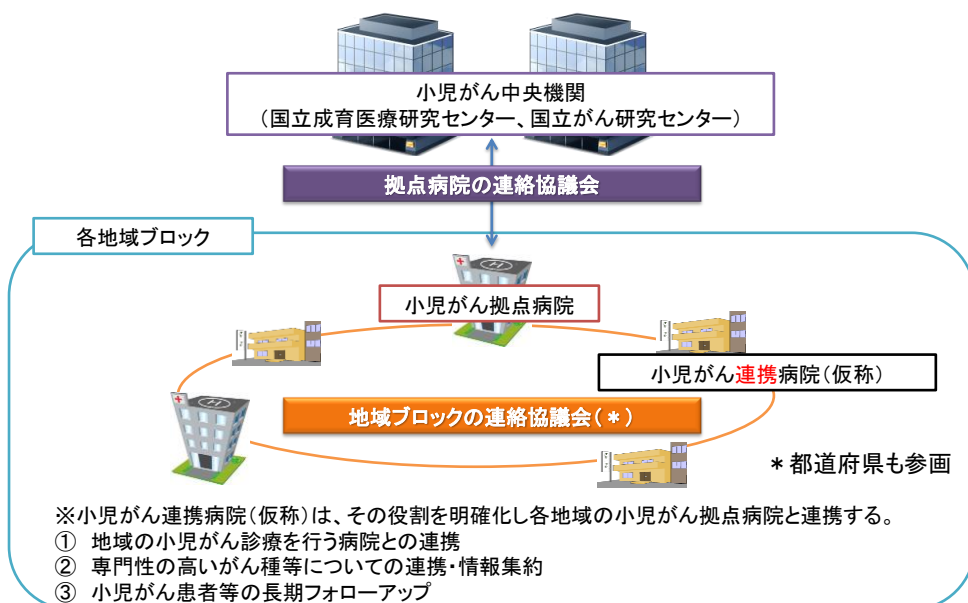 小児がん中央機関
（国立成育医療研究センター、国立がん研究センター）
拠点病院の連絡協議会
各地域ブロック
小児がん拠点病院
小児がん連携病院（仮称）
地域ブロックの連絡協議会（＊）
＊都道府県も参画
※小児がん連携病院（仮称）は、その役割を明確化し各地域の小児がん拠点病院と連携する。
①　地域の小児がん診療を行う病院との連携
②　専門性の高いがん種等についての連携・情報集約
③　小児がん患者等の長期フォローアップ